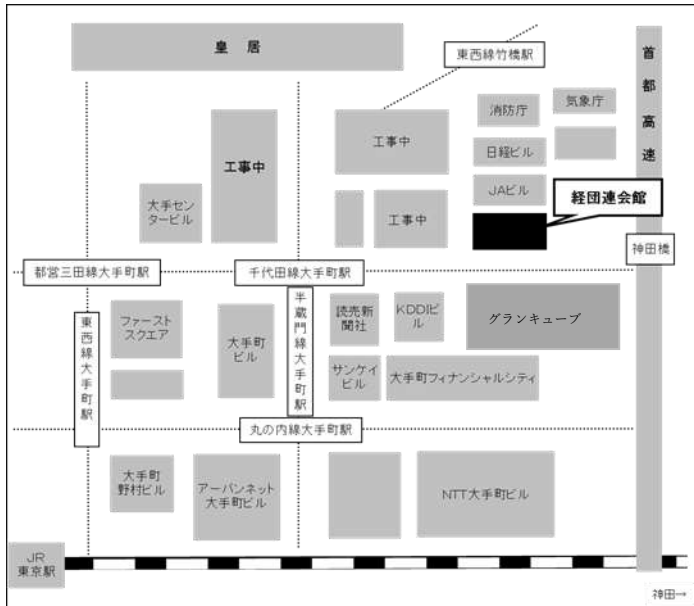 皇 居
東西線竹橋駅
首都高速
消防庁
気象庁
工事中
工事中
日経ビル
大手セン
タービル
JAビル
経団連会館
工事中
神田橋
都営三田線大手町駅
千代田線大手町駅
東西線大手町駅
ファースト
スクエア
大手町
ビル
半蔵門線大手町駅
読売新
聞社
KDDIビ
ル
グランキューブ
サンケイ
ビル
大手町フィナンシャルシティ
丸の内線大手町駅
大手町
野村ビル
アーバンネット
大手町ビル
NTT大手町ビル
JR
東京駅
神田→